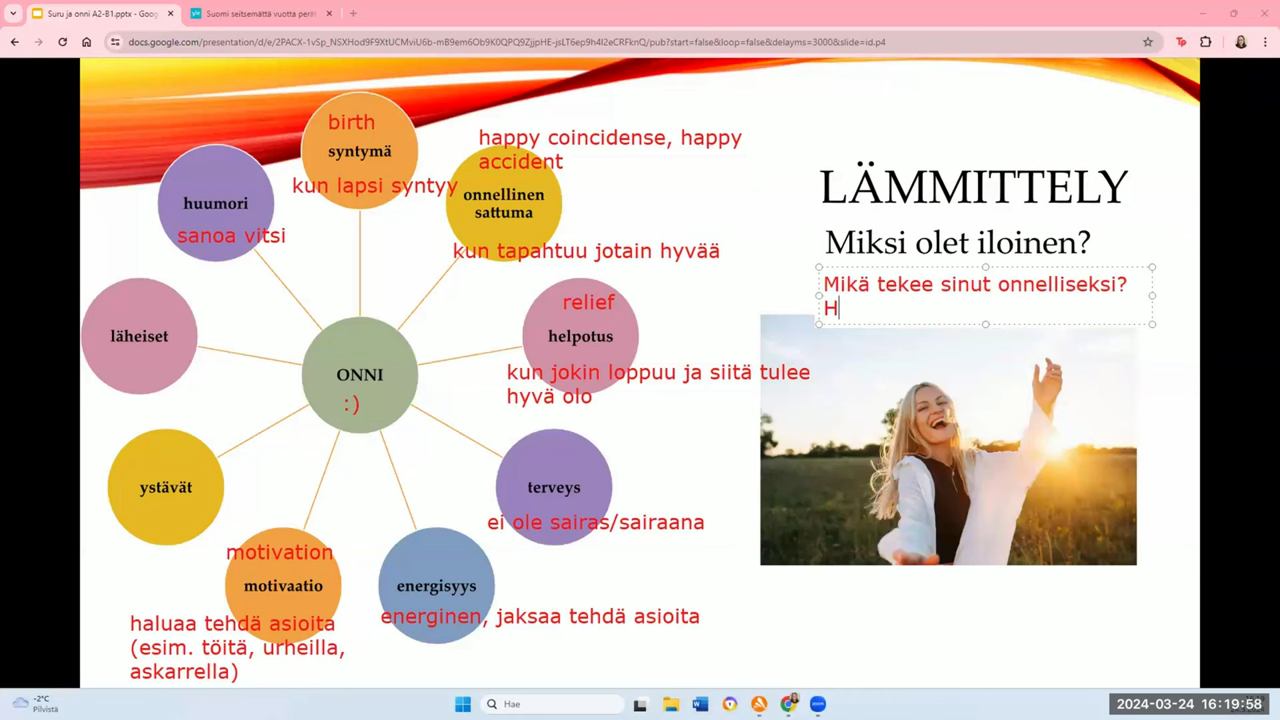 Suru ja onni A2-B1.pptx - Goog
Suomi seitsemättä vuotta perät
docs.google.com/presentation/d/e/2PACX-1vSp_NSXHod9F9XtUCMviU6b-mB9em6Ob9K0QPQ9ZjjpHE-jsLT6ep9h4I2eCRFknQ/pub?start=false&loop=false&delayms=3000&slide=id.p4
birth
syntymä
kun lapsi syntyy
happy coincidense, happy
accident
onnellinen
sattuma
kun tapahtuu jotain hyvää
huumori
sanoa vitsi
LÄMMITTELY
Miksi olet iloinen?
Mikä tekee sinut onnelliseksi?
H
relief
helpotus
kun jokin loppuu ja siitä tulee
hyvä olo
läheiset
ONNI
:)
ystävät
terveys
ei ole sairas/sairaana
motivation
motivaatio
haluaa tehdä asioita
(esim. töitä, urheilla,
askarrella)
energisyys
energinen, jaksaa tehdä asioita
-2°C
Pilvistä
Hae
2024-03-24 16:19:58